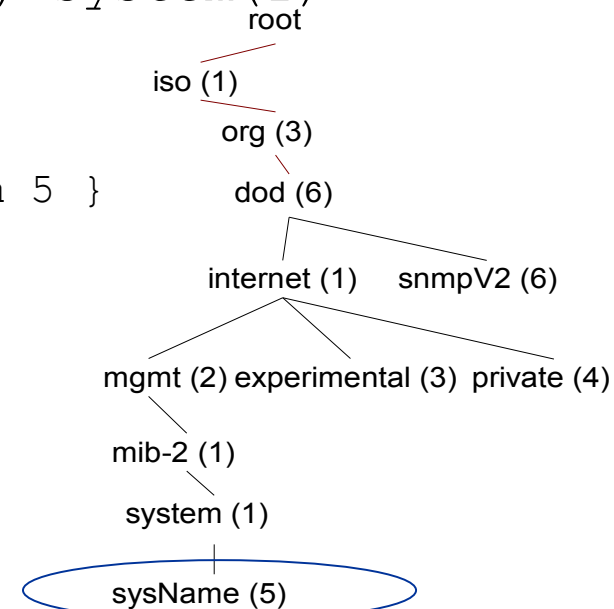 root
iso (1)
org (3)
5 }
dod (6)
internet (1) snmpV2 (6)
mgmt (2) experimental (3) private (4)
mib-2 (1)
system (1)
sysName (5)